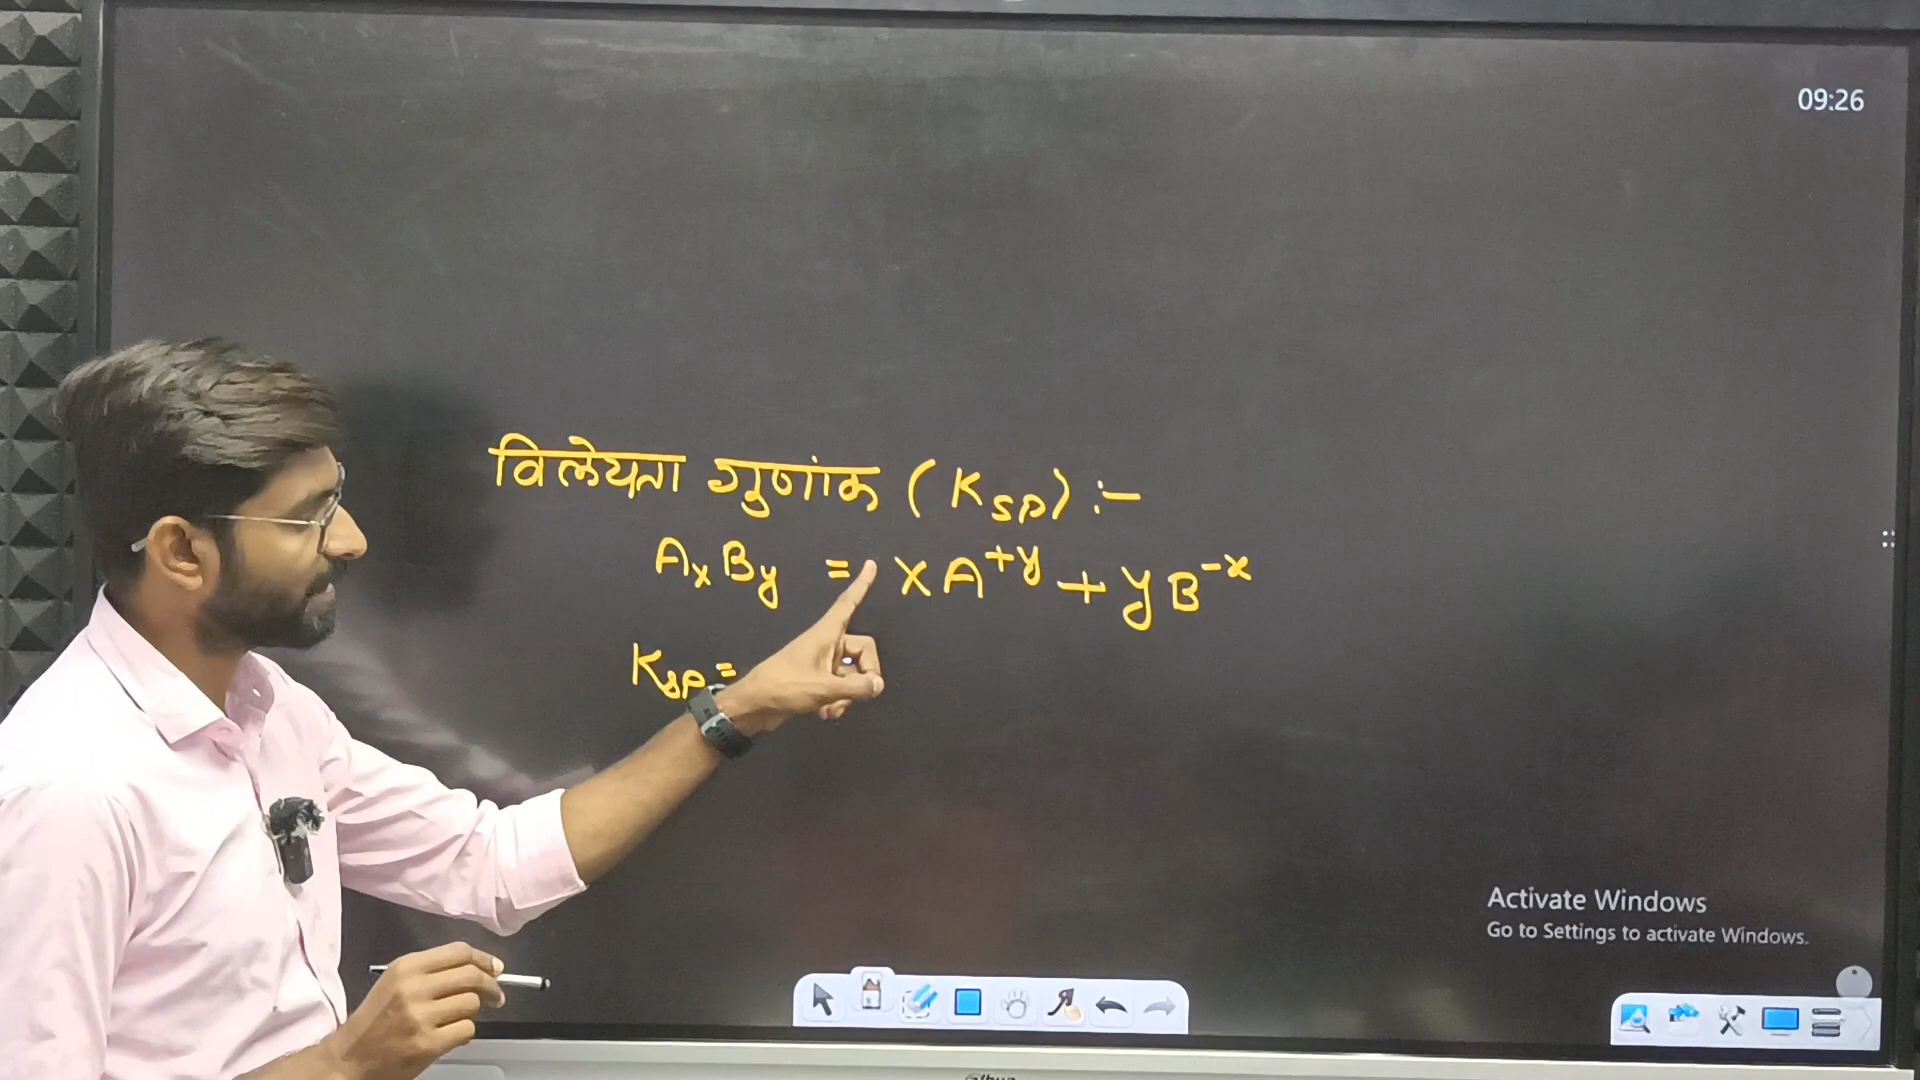 09:26
विलेयता गुणांक (Ksp) :-
AxBy = xA⁺ʸ + yB⁻ˣ
Ksp =
Activate Windows
Go to Settings to activate Windows.